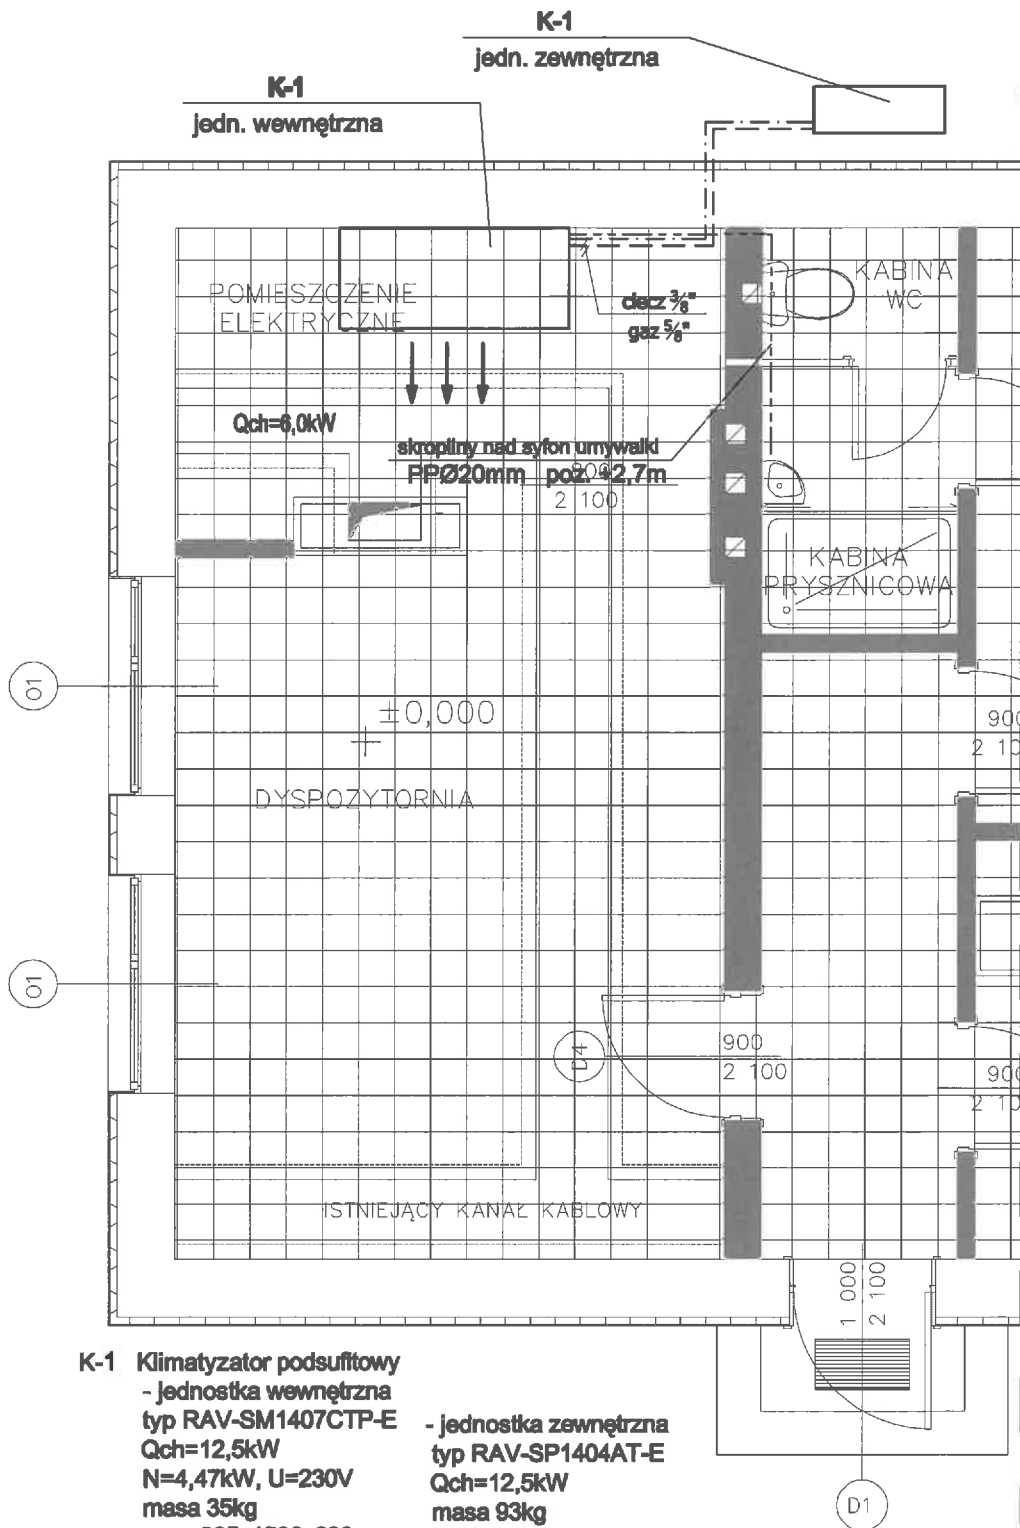 K-1
jedn. zewnętrzna
K-1
jedn. wewnętrzna
POMIESZCZENIE
ELEKTRYCZNE
ciecz 3/8"
gaz 5/8"
KABINA
WC
Qch=6,0kW
skropliny nad syfon umywalki
PPØ20mm poz. +2,7m
900
2 100
KABINA
PRYSZNICOWA
01
±0,000
900
DYSPOZYTORNIA
01
D4
900
2 100
900
ISTNIEJĄCY KANAŁ KABLOWY
1 000
2 100
K-1 Klimatyzator podsufitowy
- jednostka wewnętrzna
typ RAV-SM1407CTP-E
Qch=12,5kW
N=4,47kW, U=230V
masa 35kg
- jednostka zewnętrzna
typ RAV-SP1404AT-E
Qch=12,5kW
masa 93kg
D1